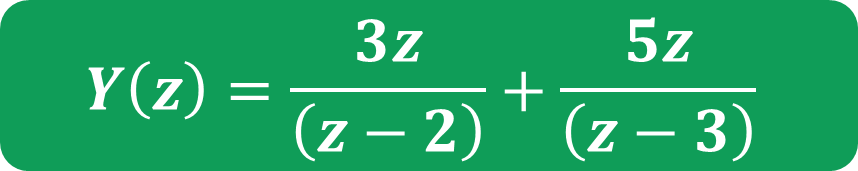 Y(z) = 3z/(z − 2) + 5z/(z − 3)